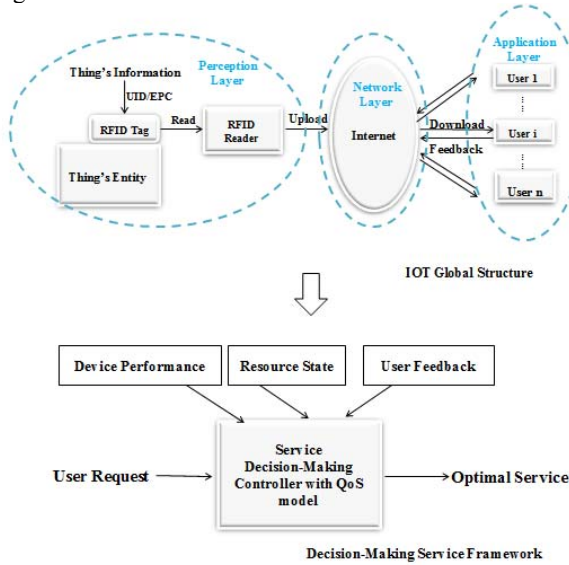 Application
Layer
Thing's Information
Perception
Layer
User 1
UID/EPC
Network
Layer
RFID Tag
Read
RFID
Reader
Upload
Internet
Download
User i
Feedback
Thing's Entity
User n
IOT Global Structure
Device Performance
Resource State
User Feedback
Service
Decision-Making
Controller with QoS
model
User Request
Optimal Service
Decision-Making Service Framework